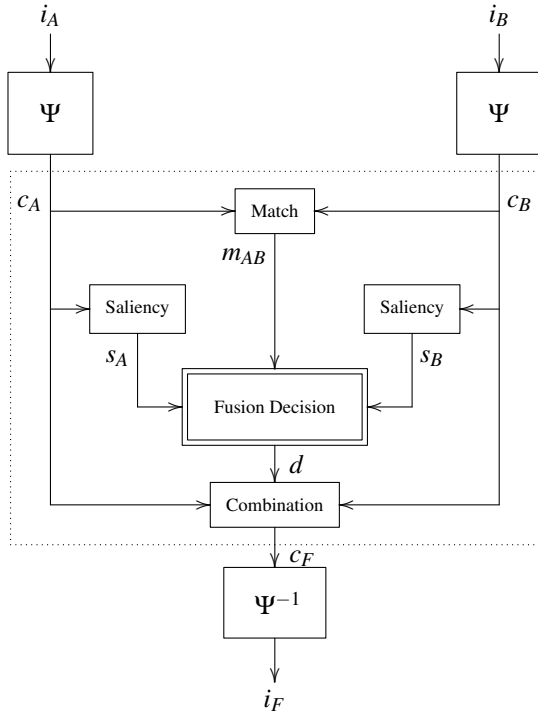 i_A i_B
Ψ Ψ
c_A c_B
Match
m_AB
Saliency Saliency
s_A s_B
Fusion Decision
d
Combination
c_F
Ψ⁻¹
i_F